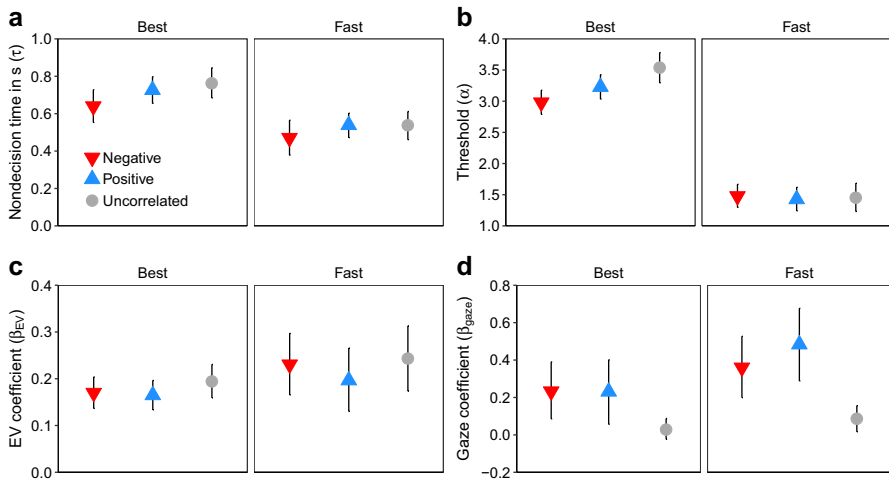 a
Best
Fast
Nondecision time in s (τ)
1.0
0.8
0.6
0.4
0.2
0.0
Negative
Positive
Uncorrelated
b
Best
Fast
Threshold (α)
4.0
3.5
3.0
2.5
2.0
1.5
1.0
c
Best
Fast
EV coefficient (βEV)
0.4
0.3
0.2
0.1
0.0
d
Best
Fast
Gaze coefficient (βgaze)
0.8
0.6
0.4
0.2
0.0
−0.2